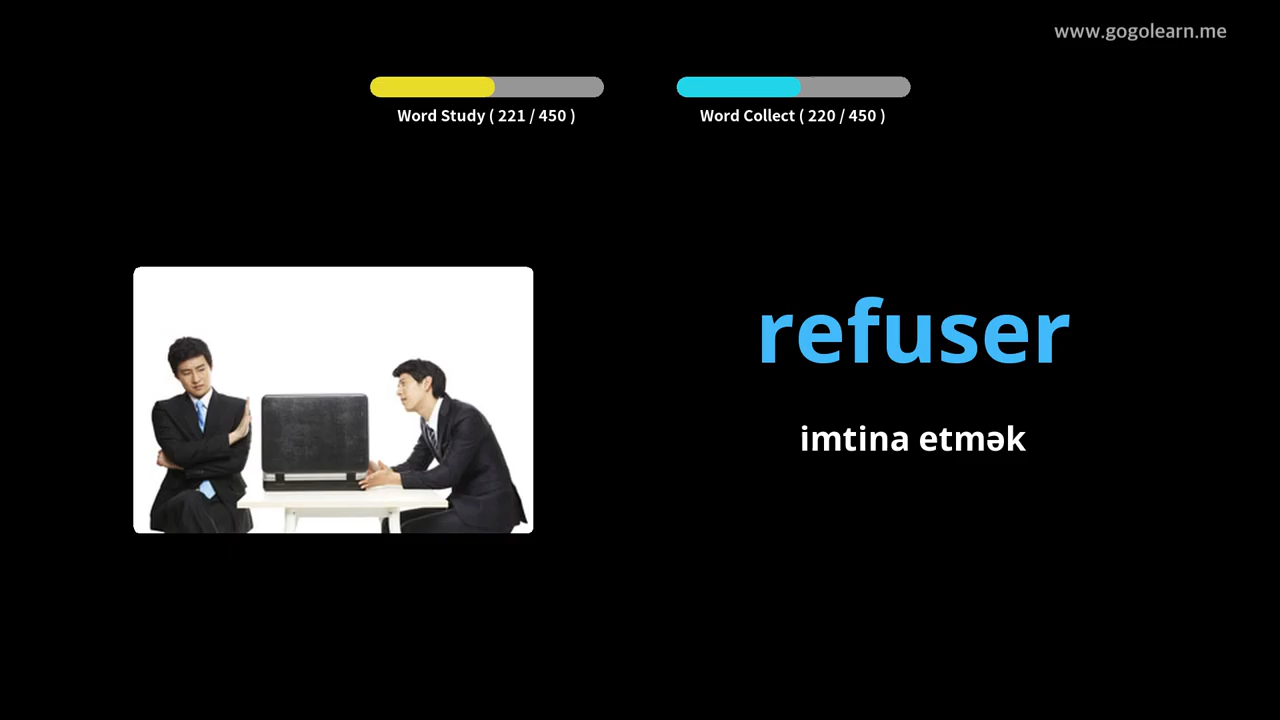 www.gogolearn.me
Word Study ( 221 / 450 )
Word Collect ( 220 / 450 )
refuser
imtina etmək